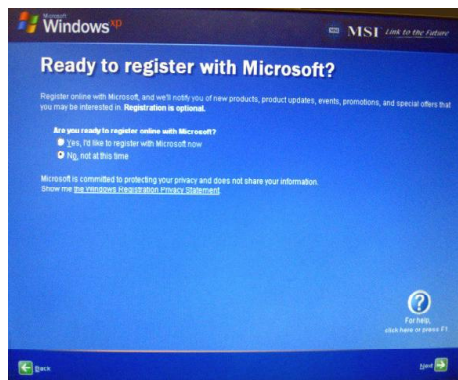 Microsoft
Windows xp
MSI Link to the Future
Ready to register with Microsoft?
Register online with Microsoft, and we'll notify you of new products, product updates, events, promotions, and special offers that
you may be interested in. Registration is optional.
Are you ready to register online with Microsoft?
Yes, I'd like to register with Microsoft now
No, not at this time
Microsoft is committed to protecting your privacy and does not share your information.
Show me the Windows Registration Privacy Statement.
?
For help,
click here or press F1
Back
Next